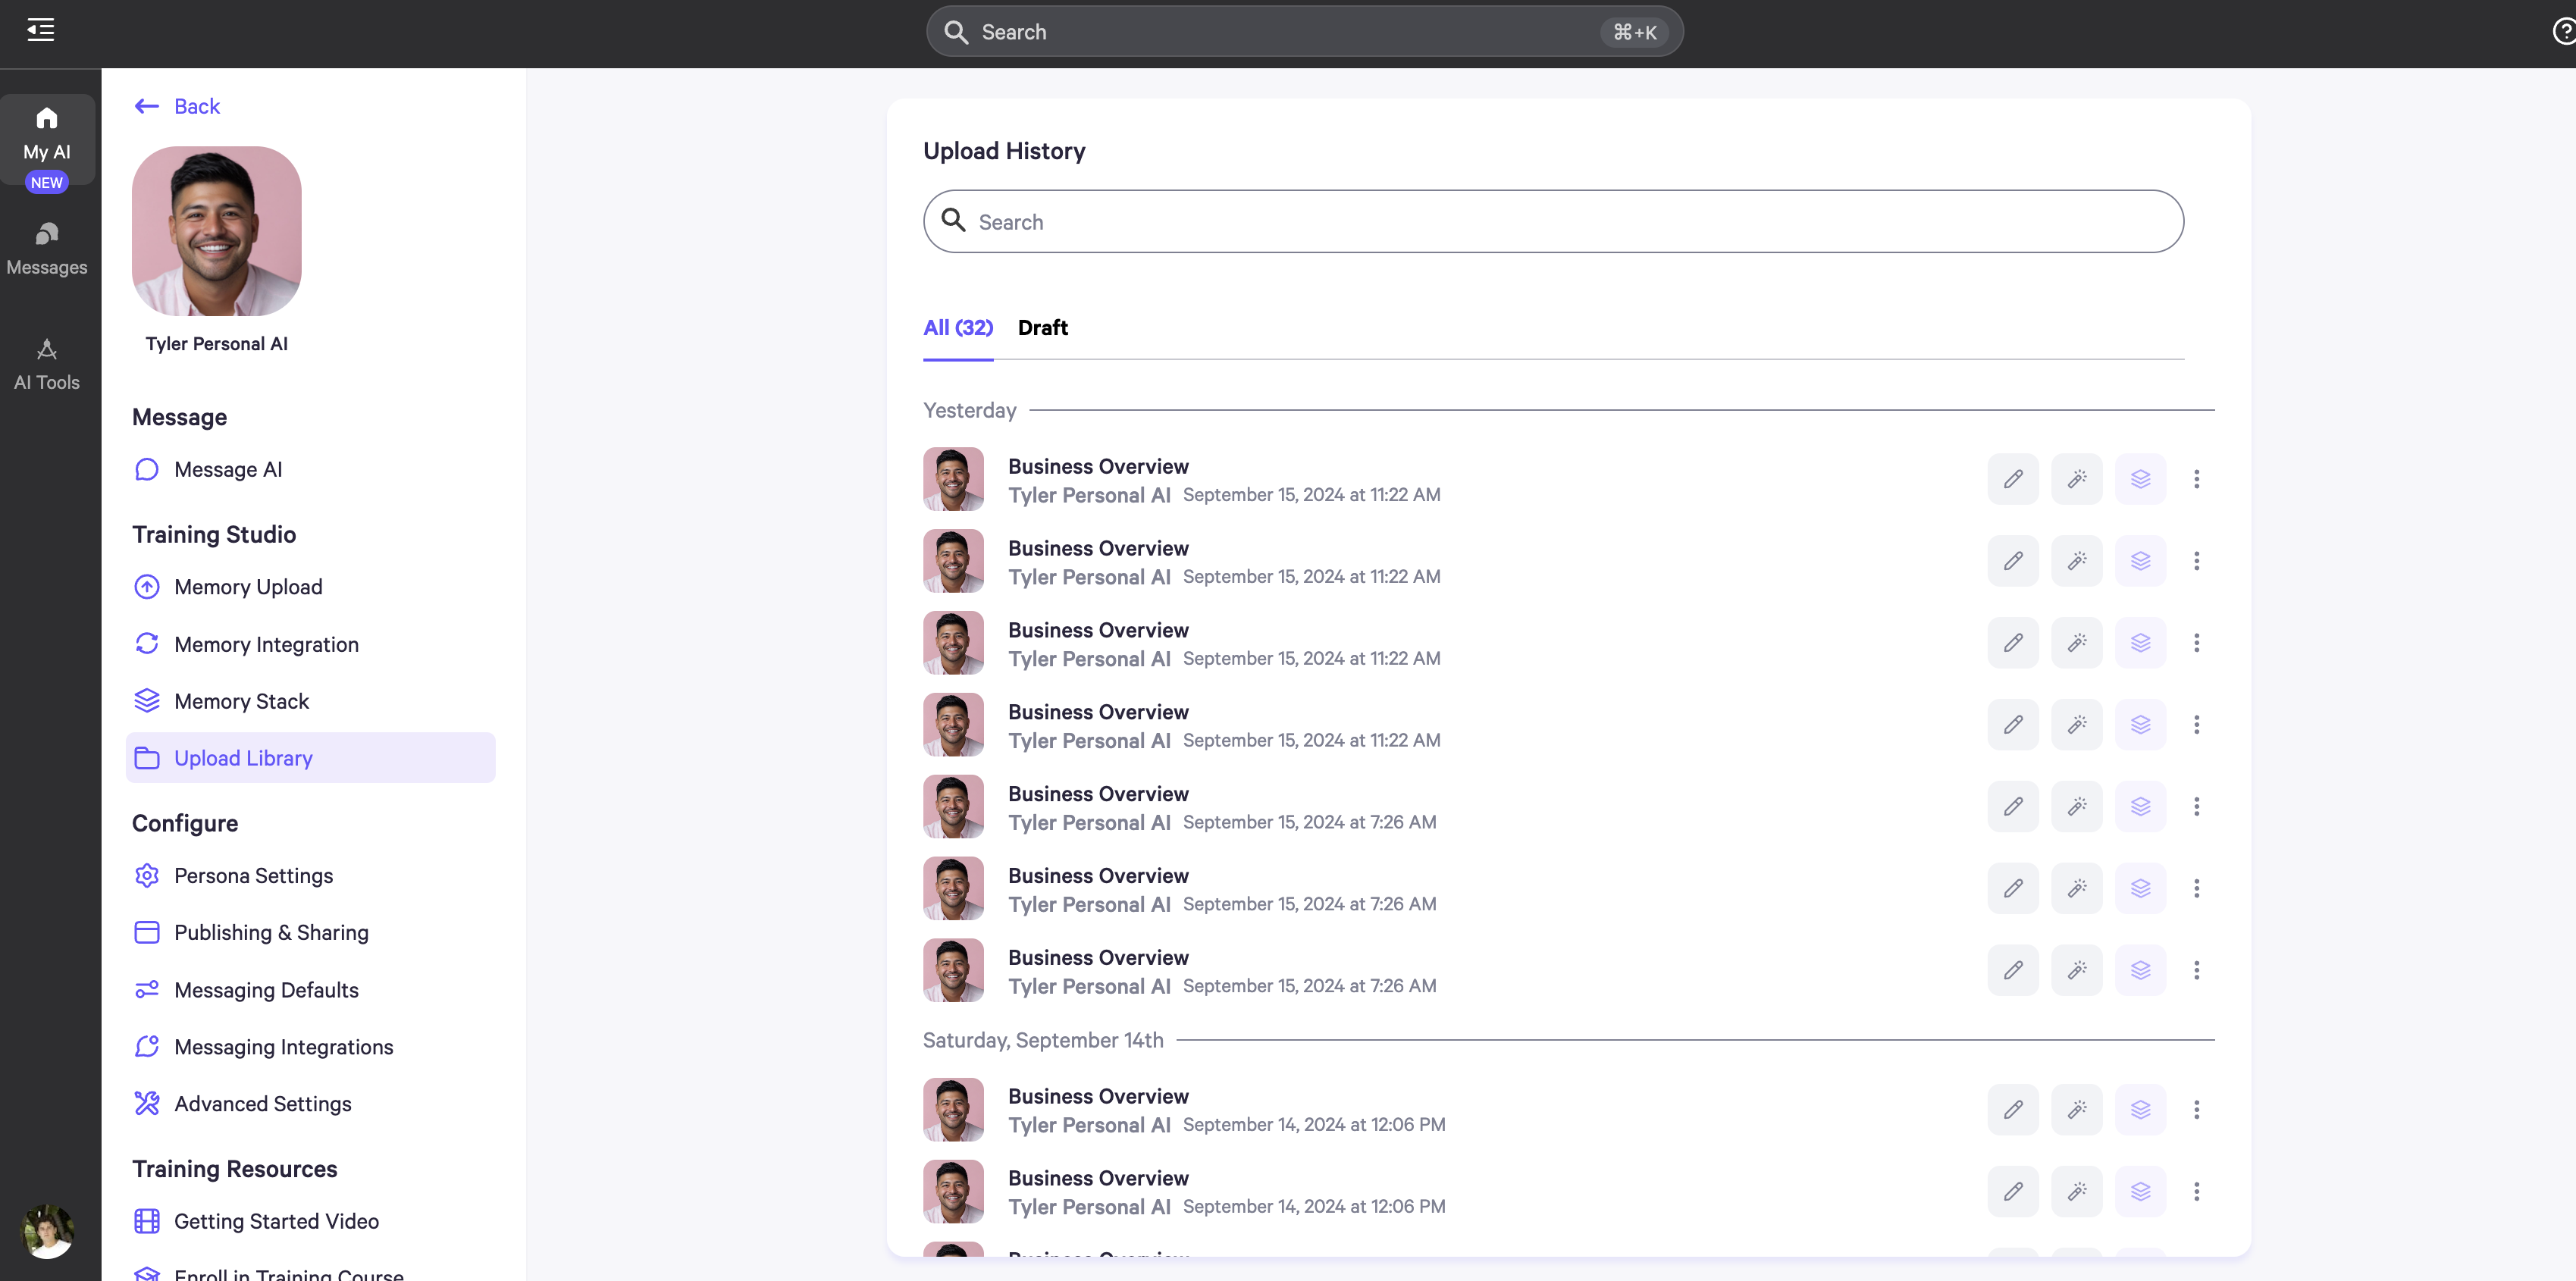 Search
⌘+K
My AI
NEW
Messages
AI Tools
Back
Tyler Personal AI
Message
Message AI
Training Studio
Memory Upload
Memory Integration
Memory Stack
Upload Library
Configure
Persona Settings
Publishing & Sharing
Messaging Defaults
Messaging Integrations
Advanced Settings
Training Resources
Getting Started Video
Enroll in Training Course
Upload History
Search
All (32) Draft
Yesterday
Business Overview
Tyler Personal AI September 15, 2024 at 11:22 AM
Business Overview
Tyler Personal AI September 15, 2024 at 11:22 AM
Business Overview
Tyler Personal AI September 15, 2024 at 11:22 AM
Business Overview
Tyler Personal AI September 15, 2024 at 11:22 AM
Business Overview
Tyler Personal AI September 15, 2024 at 7:26 AM
Business Overview
Tyler Personal AI September 15, 2024 at 7:26 AM
Business Overview
Tyler Personal AI September 15, 2024 at 7:26 AM
Saturday, September 14th
Business Overview
Tyler Personal AI September 14, 2024 at 12:06 PM
Business Overview
Tyler Personal AI September 14, 2024 at 12:06 PM
Business Overview